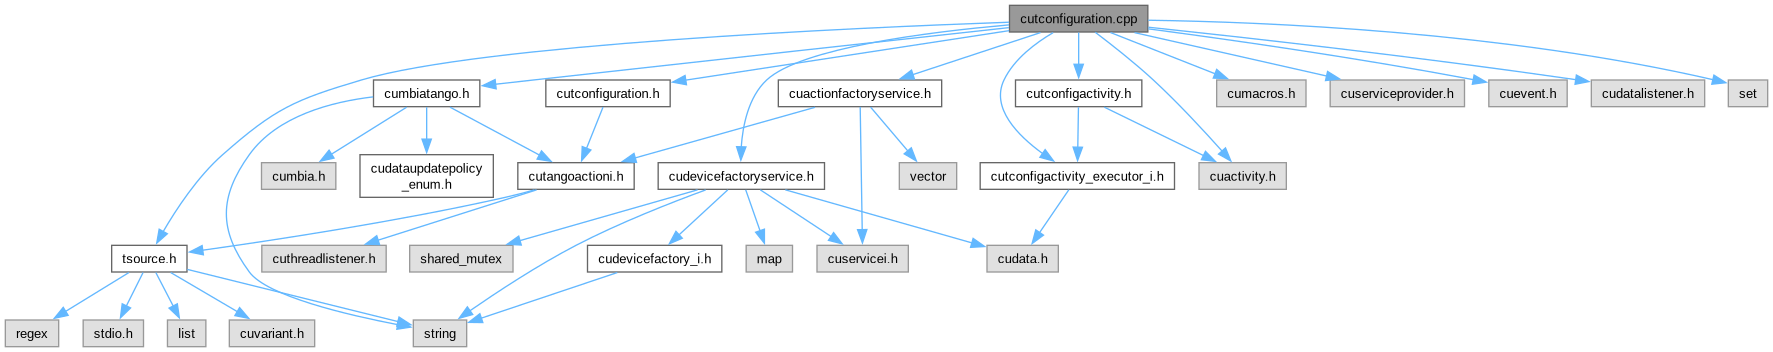 cutconfiguration.cpp
cumbiatango.h
cutconfiguration.h
cuactionfactoryservice.h
cutconfigactivity.h
cumacros.h
cuserviceprovider.h
cuevent.h
cudatalistener.h
set
cumbia.h
cudataupdatepolicy
_enum.h
cutangoactioni.h
cudevicefactoryservice.h
vector
cutconfigactivity_executor_i.h
cuactivity.h
tsource.h
cuthreadlistener.h
shared_mutex
cudevicefactory_i.h
map
cuservicei.h
cudata.h
regex
stdio.h
list
cuvariant.h
string